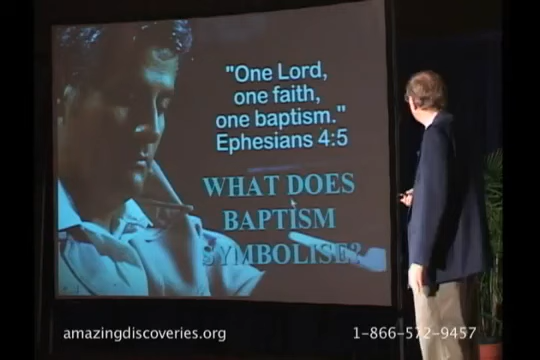 "One Lord,
one faith,
one baptism."
Ephesians 4:5
WHAT DOES
BAPTISM
SYMBOLISE?
amazingdiscoveries.org
1-866-572-9457